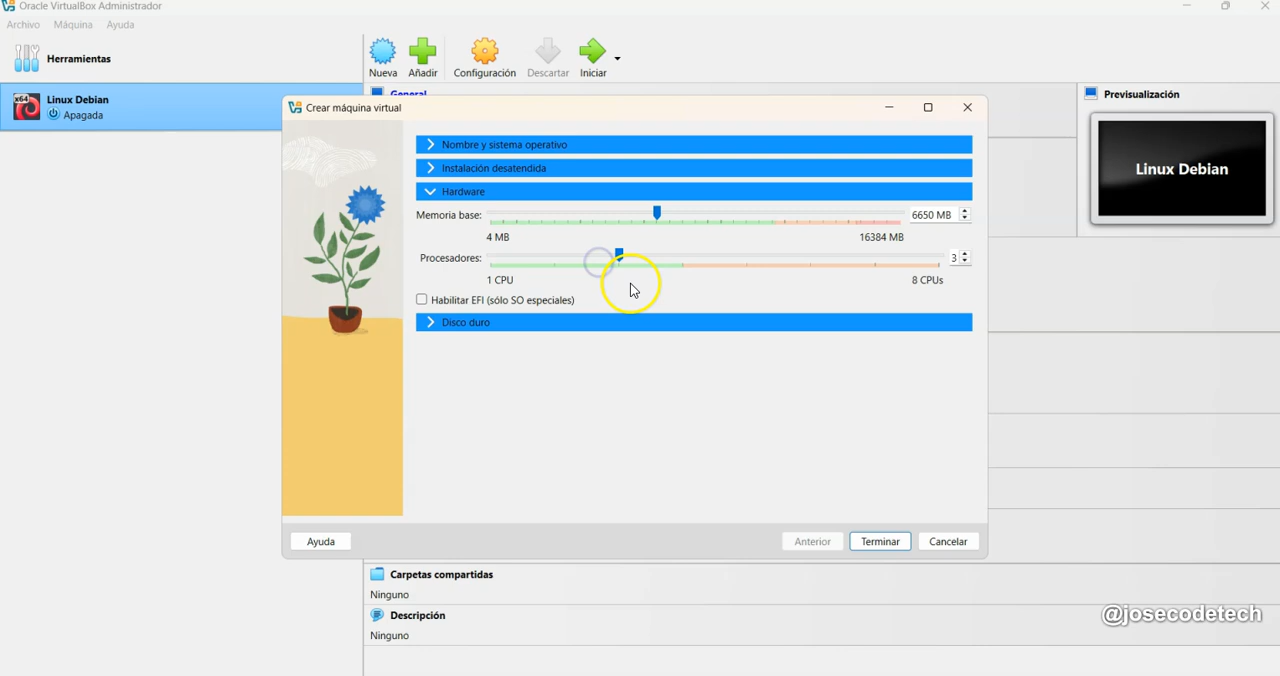 Oracle VirtualBox Administrador
Archivo Máquina Ayuda
Herramientas
Nueva Añadir Configuración Descartar Iniciar
x64
Linux Debian
Apagada
General
Previsualización
Linux Debian
Crear máquina virtual
Nombre y sistema operativo
Instalación desatendida
Hardware
Memoria base: 6650 MB
4 MB 16384 MB
Procesadores: 3
1 CPU 8 CPUs
Habilitar EFI (sólo SO especiales)
Disco duro
Ayuda Anterior Terminar Cancelar
Carpetas compartidas
Ninguno
Descripción
Ninguno
@josecodetech